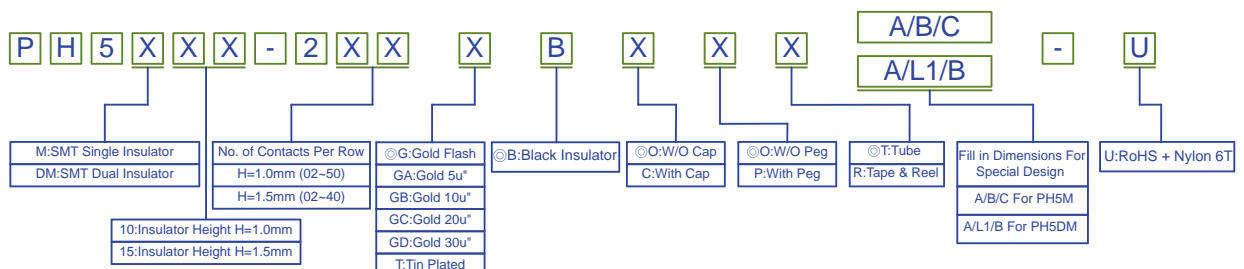 A/B/C
P H 5 X X X - 2 X X X B X X X - U
A/L1/B
M:SMT Single Insulator
DM:SMT Dual Insulator
10:Insulator Height H=1.0mm
15:Insulator Height H=1.5mm
No. of Contacts Per Row
H=1.0mm (02~50)
H=1.5mm (02~40)
◎G:Gold Flash
GA:Gold 5u"
GB:Gold 10u"
GC:Gold 20u"
GD:Gold 30u"
T:Tin Plated
◎B:Black Insulator
◎O:W/O Cap
C:With Cap
◎O:W/O Peg
P:With Peg
◎T:Tube
R:Tape & Reel
Fill in Dimensions For
Special Design
A/B/C For PH5M
A/L1/B For PH5DM
U:RoHS + Nylon 6T